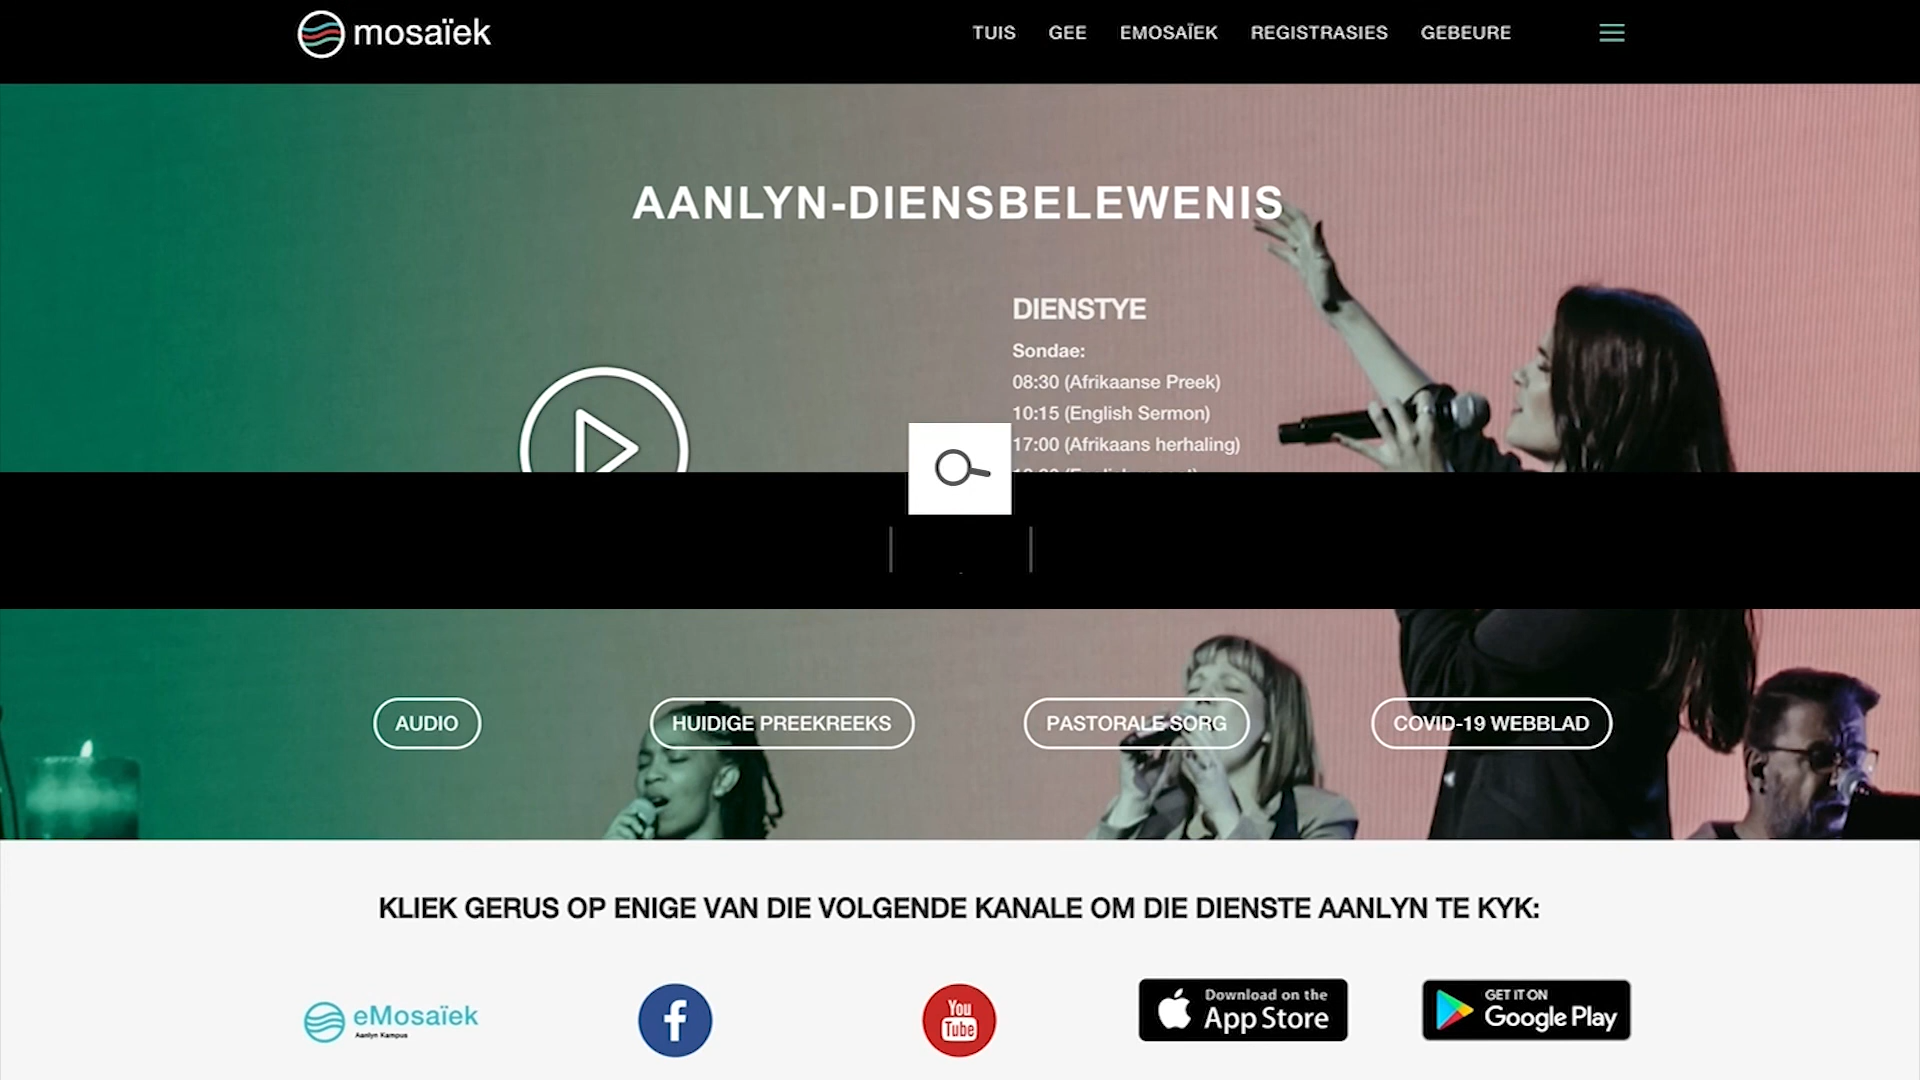 mosaïek
TUIS GEE EMOSAÏEK REGISTRASIES GEBEURE
AANLYN-DIENSBELEWENIS
DIENSTYE
Sondae:
08:30 (Afrikaanse Preek)
10:15 (English Sermon)
17:00 (Afrikaans herhaling)
AUDIO
HUIDIGE PREEKREEKS
PASTORALE SORG
COVID-19 WEBBLAD
KLIEK GERUS OP ENIGE VAN DIE VOLGENDE KANALE OM DIE DIENSTE AANLYN TE KYK:
eMosaïek
Aanlyn Kampus
f
You
Tube
Download on the
App Store
GET IT ON
Google Play